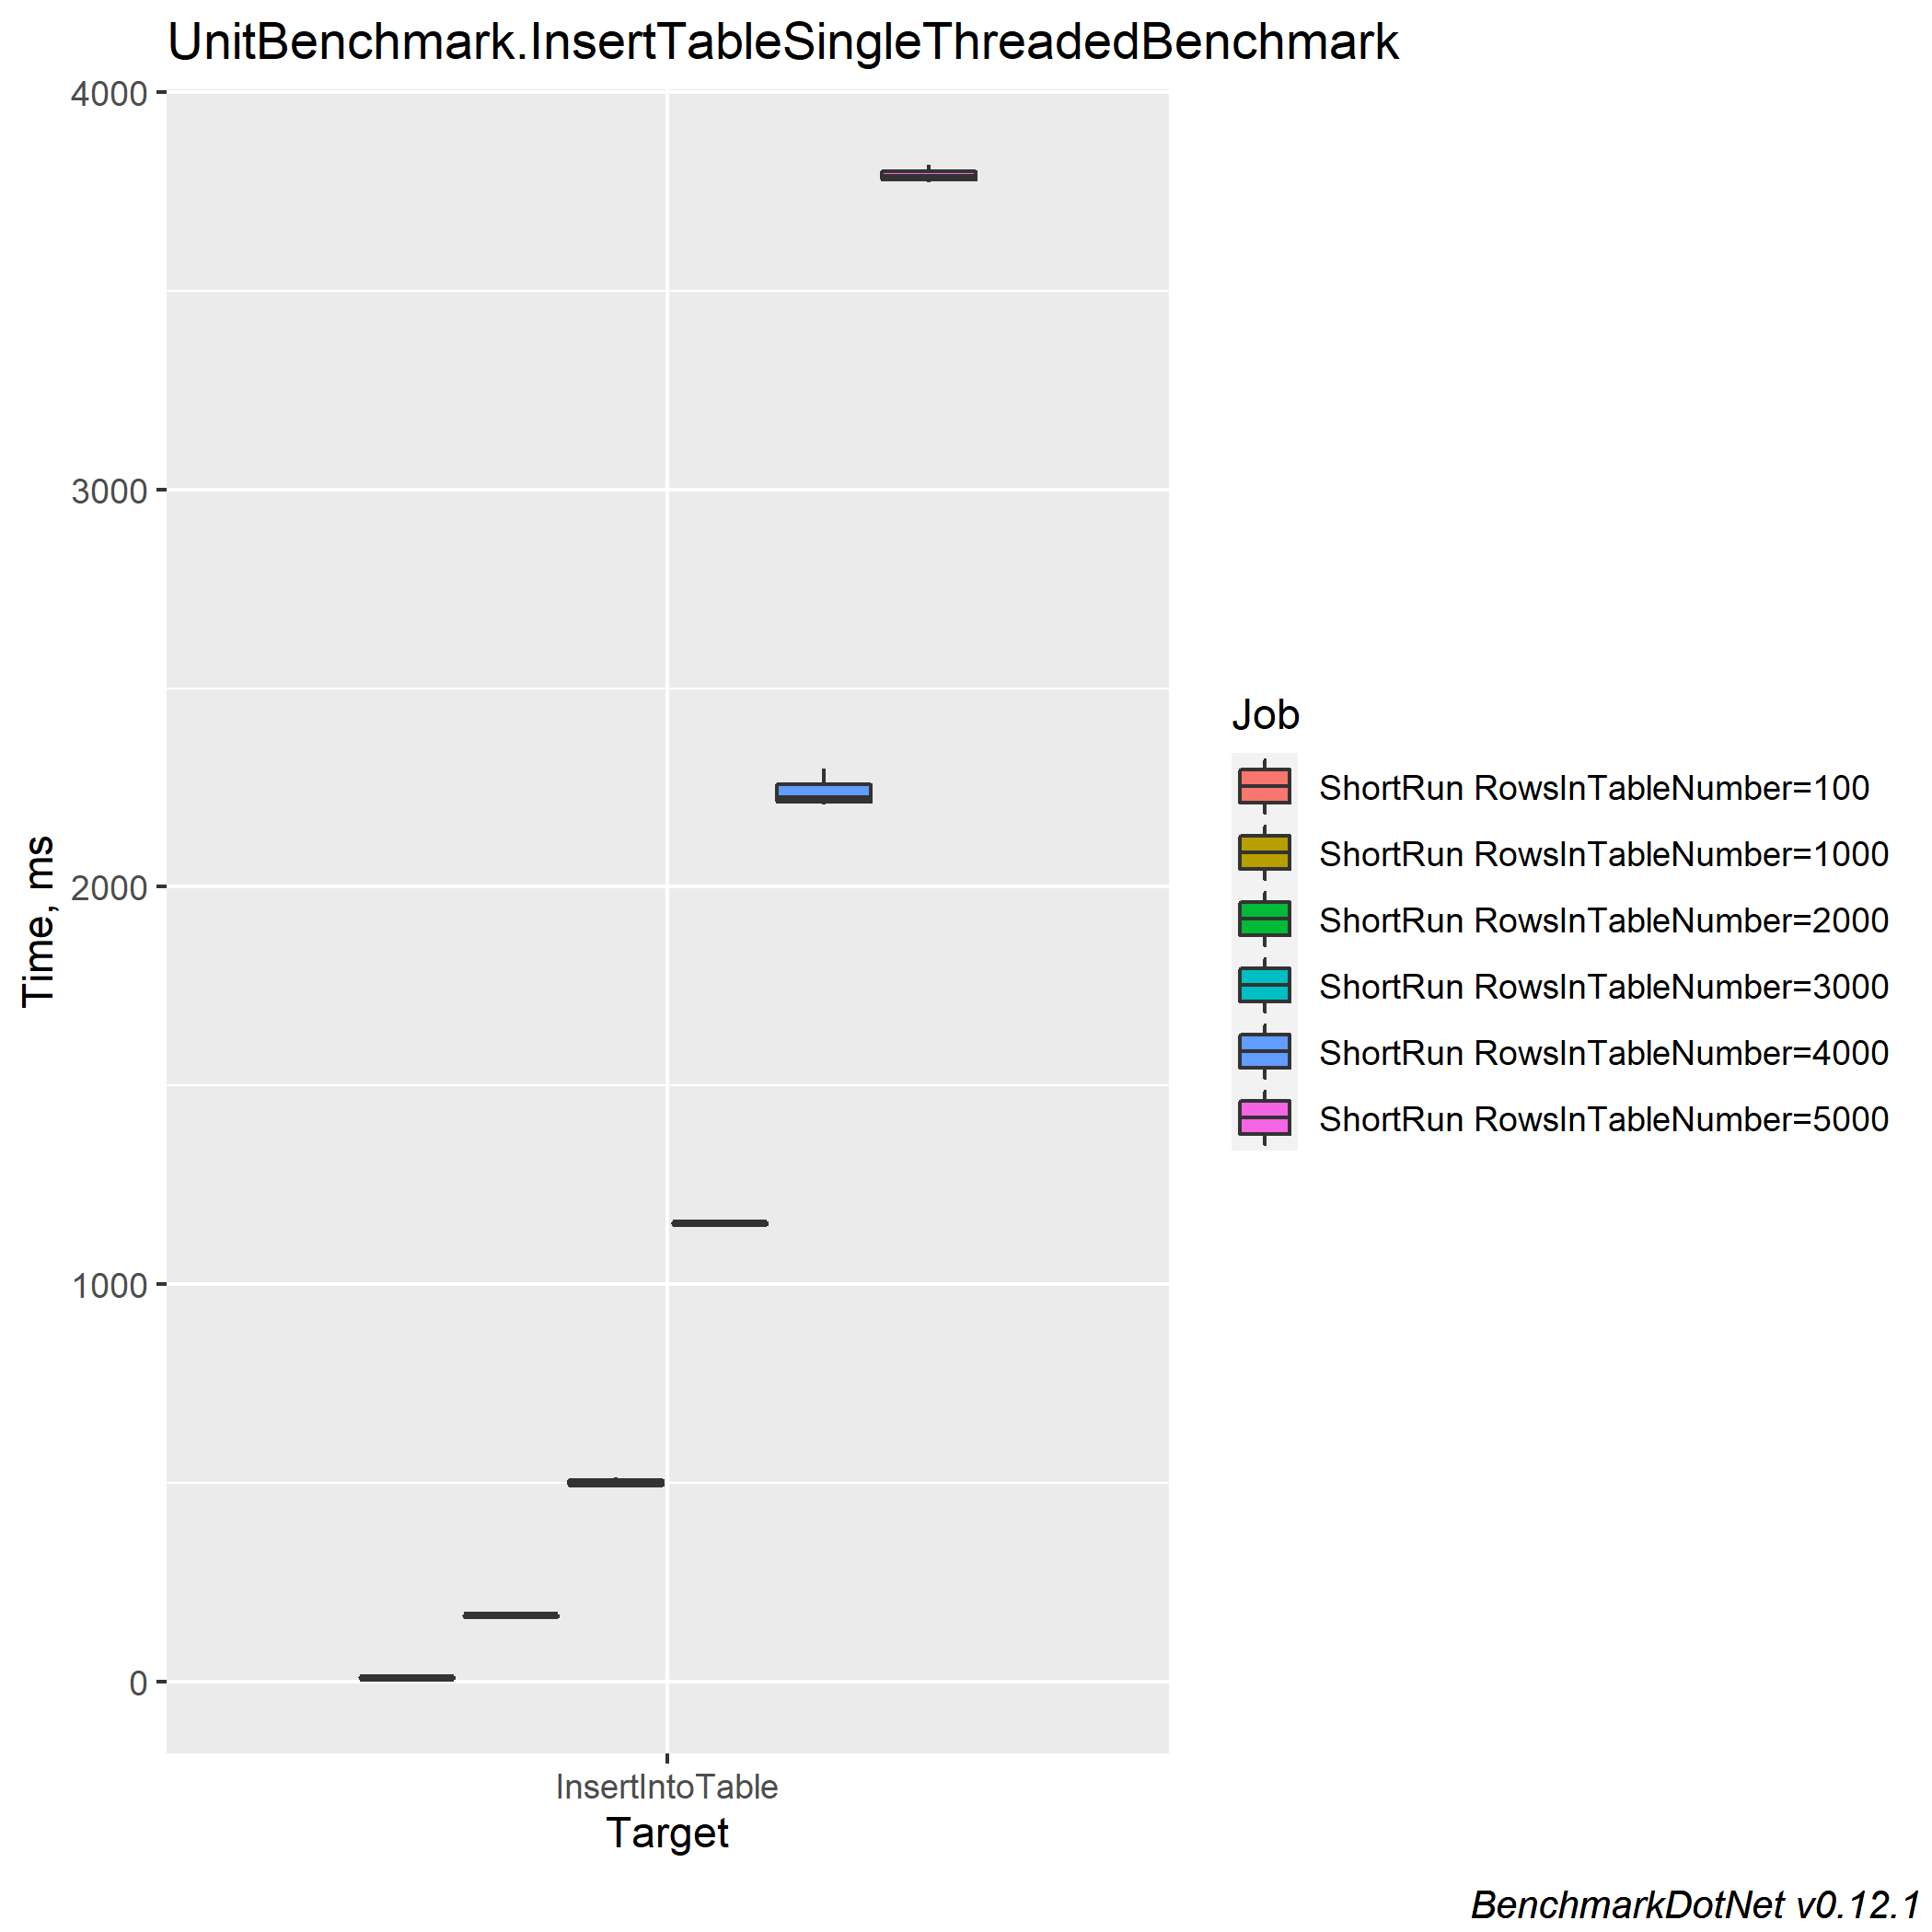 UnitBenchmark.InsertTableSingleThreadedBenchmark
4000
3000
2000
1000
0
Time, ms
InsertIntoTable
Target
Job
ShortRun RowsInTableNumber=100
ShortRun RowsInTableNumber=1000
ShortRun RowsInTableNumber=2000
ShortRun RowsInTableNumber=3000
ShortRun RowsInTableNumber=4000
ShortRun RowsInTableNumber=5000
BenchmarkDotNet v0.12.1